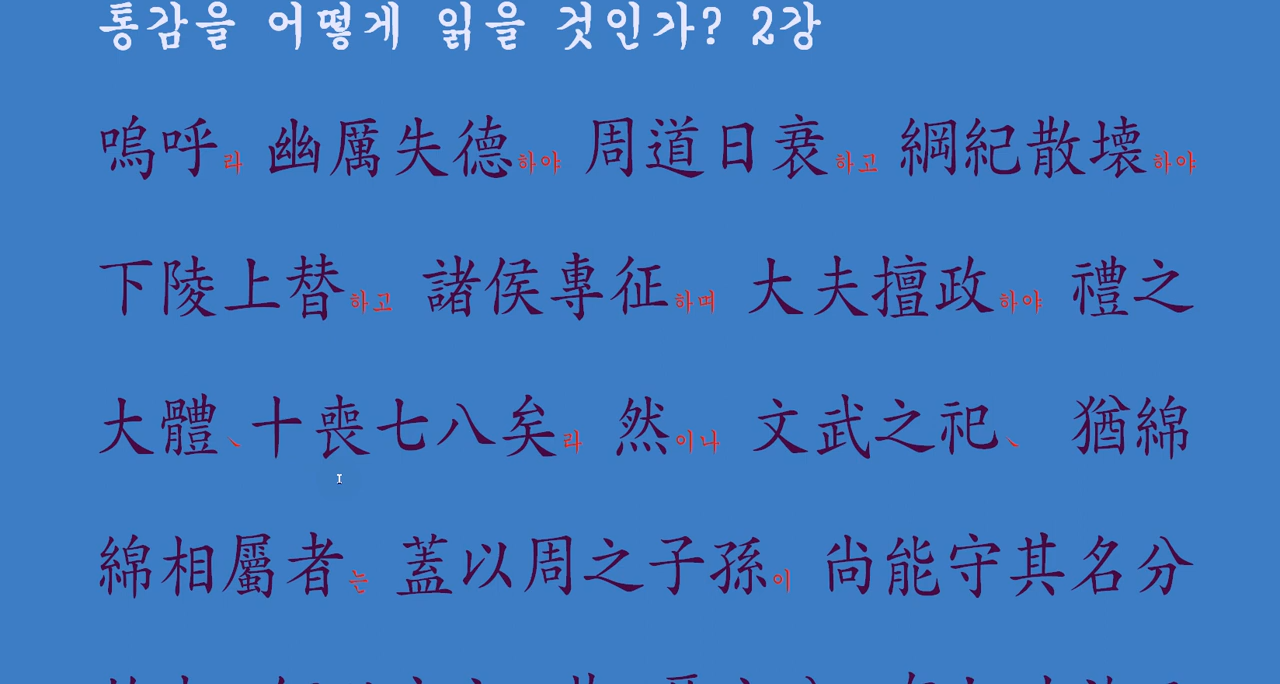 통감을 어떻게 읽을 것인가? 2강
嗚呼라 幽厲失德하야 周道日衰하고 綱紀散壞하야
下陵上替하고 諸侯專征하며 大夫擅政하야 禮之
大體、十喪七八矣라 然이나 文武之祀、 猶綿
綿相屬者는 蓋以周之子孫이 尙能守其名分